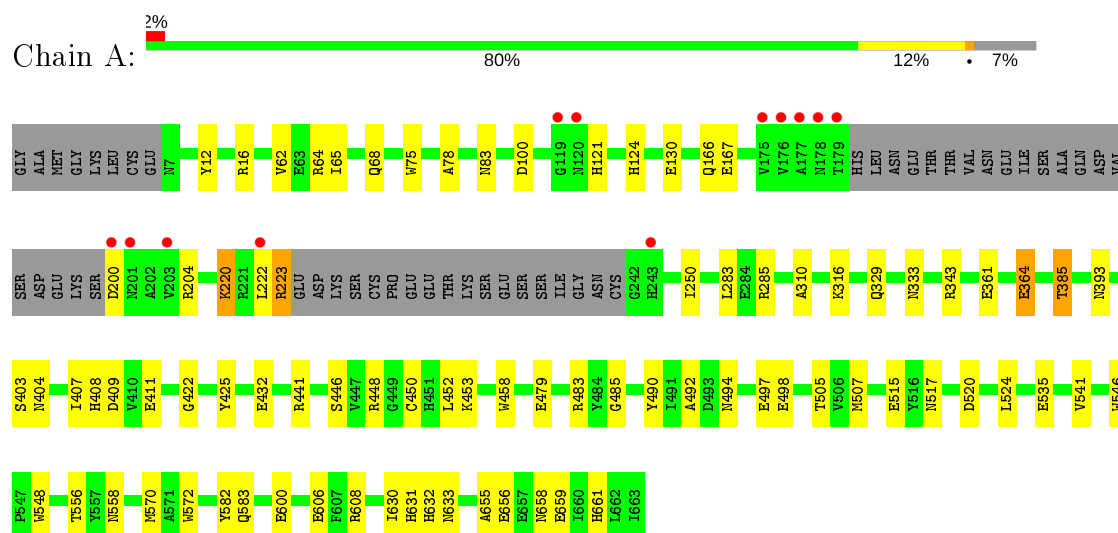 2%
Chain A:
80% 12% • 7%
GLY ALA MET GLY LYS LEU CYS GLU N7 Y12 R16 V62 E63 R64 I65 Q68 W75 A78 N83 D100 G119 N120 H121 H124 E130 Q166 E167 V175 V176 A177 N178 T179 HIS LEU ASN GLU THR THR VAL ASN GLU ILE SER ALA GLN ASP VAL
SER ASP GLU LYS SER D200 N201 A202 V203 R204 K220 R221 L222 R223 GLU ASP LYS SER CYS PRO GLU GLU THR LYS SER GLU SER SER ILE GLY ASN CYS G242 H243 I250 L283 E284 R285 A310 K316 Q329 N333 R343 E361 E364 T385 N393
S403 N404 I407 H408 D409 V410 E411 G422 Y425 E432 R441 S446 V447 R448 G449 C450 H451 L452 K453 W458 E479 R483 Y484 G485 Y490 I491 A492 D493 N494 E497 E498 T505 V506 M507 E515 Y516 N517 D520 L524 E535 V541 W546
P547 W548 T556 Y557 N558 M570 A571 W572 Y582 Q583 E600 E606 F607 R608 I630 H631 H632 N633 A655 E656 E657 N658 E659 I660 H661 L662 I663